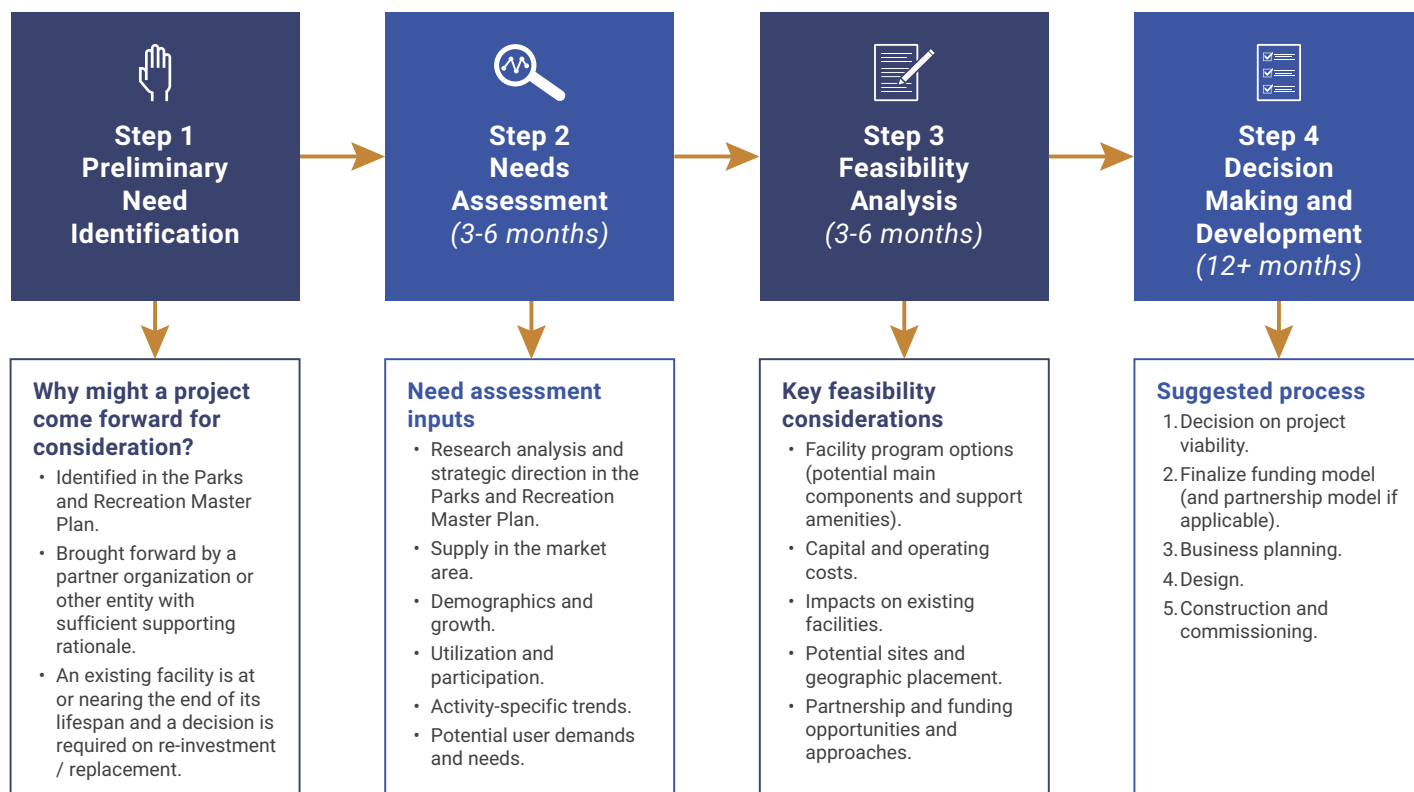 Step 1
Preliminary
Need
Identification
Step 2
Needs
Assessment
(3-6 months)
Step 3
Feasibility
Analysis
(3-6 months)
Step 4
Decision
Making and
Development
(12+ months)
Why might a project
come forward for
consideration?
• Identified in the Parks
and Recreation Master
Plan.
• Brought forward by a
partner organization or
other entity with
sufficient supporting
rationale.
• An existing facility is at
or nearing the end of its
lifespan and a decision is
required on re-investment
/ replacement.
Need assessment
inputs
• Research analysis and
strategic direction in the
Parks and Recreation
Master Plan.
• Supply in the market
area.
• Demographics and
growth.
• Utilization and
participation.
• Activity-specific trends.
• Potential user demands
and needs.
Key feasibility
considerations
• Facility program options
(potential main
components and support
amenities).
• Capital and operating
costs.
• Impacts on existing
facilities.
• Potential sites and
geographic placement.
• Partnership and funding
opportunities and
approaches.
Suggested process
1. Decision on project
viability.
2. Finalize funding model
(and partnership model if
applicable).
3. Business planning.
4. Design.
5. Construction and
commissioning.